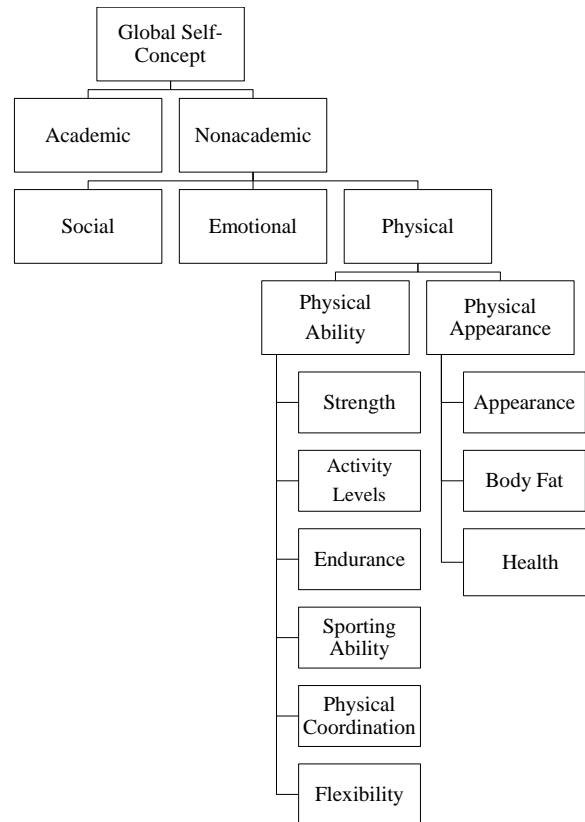 Global Self-
Concept
Academic
Nonacademic
Social
Emotional
Physical
Physical
Ability
Physical
Appearance
Strength
Appearance
Activity
Levels
Body Fat
Endurance
Health
Sporting
Ability
Physical
Coordination
Flexibility